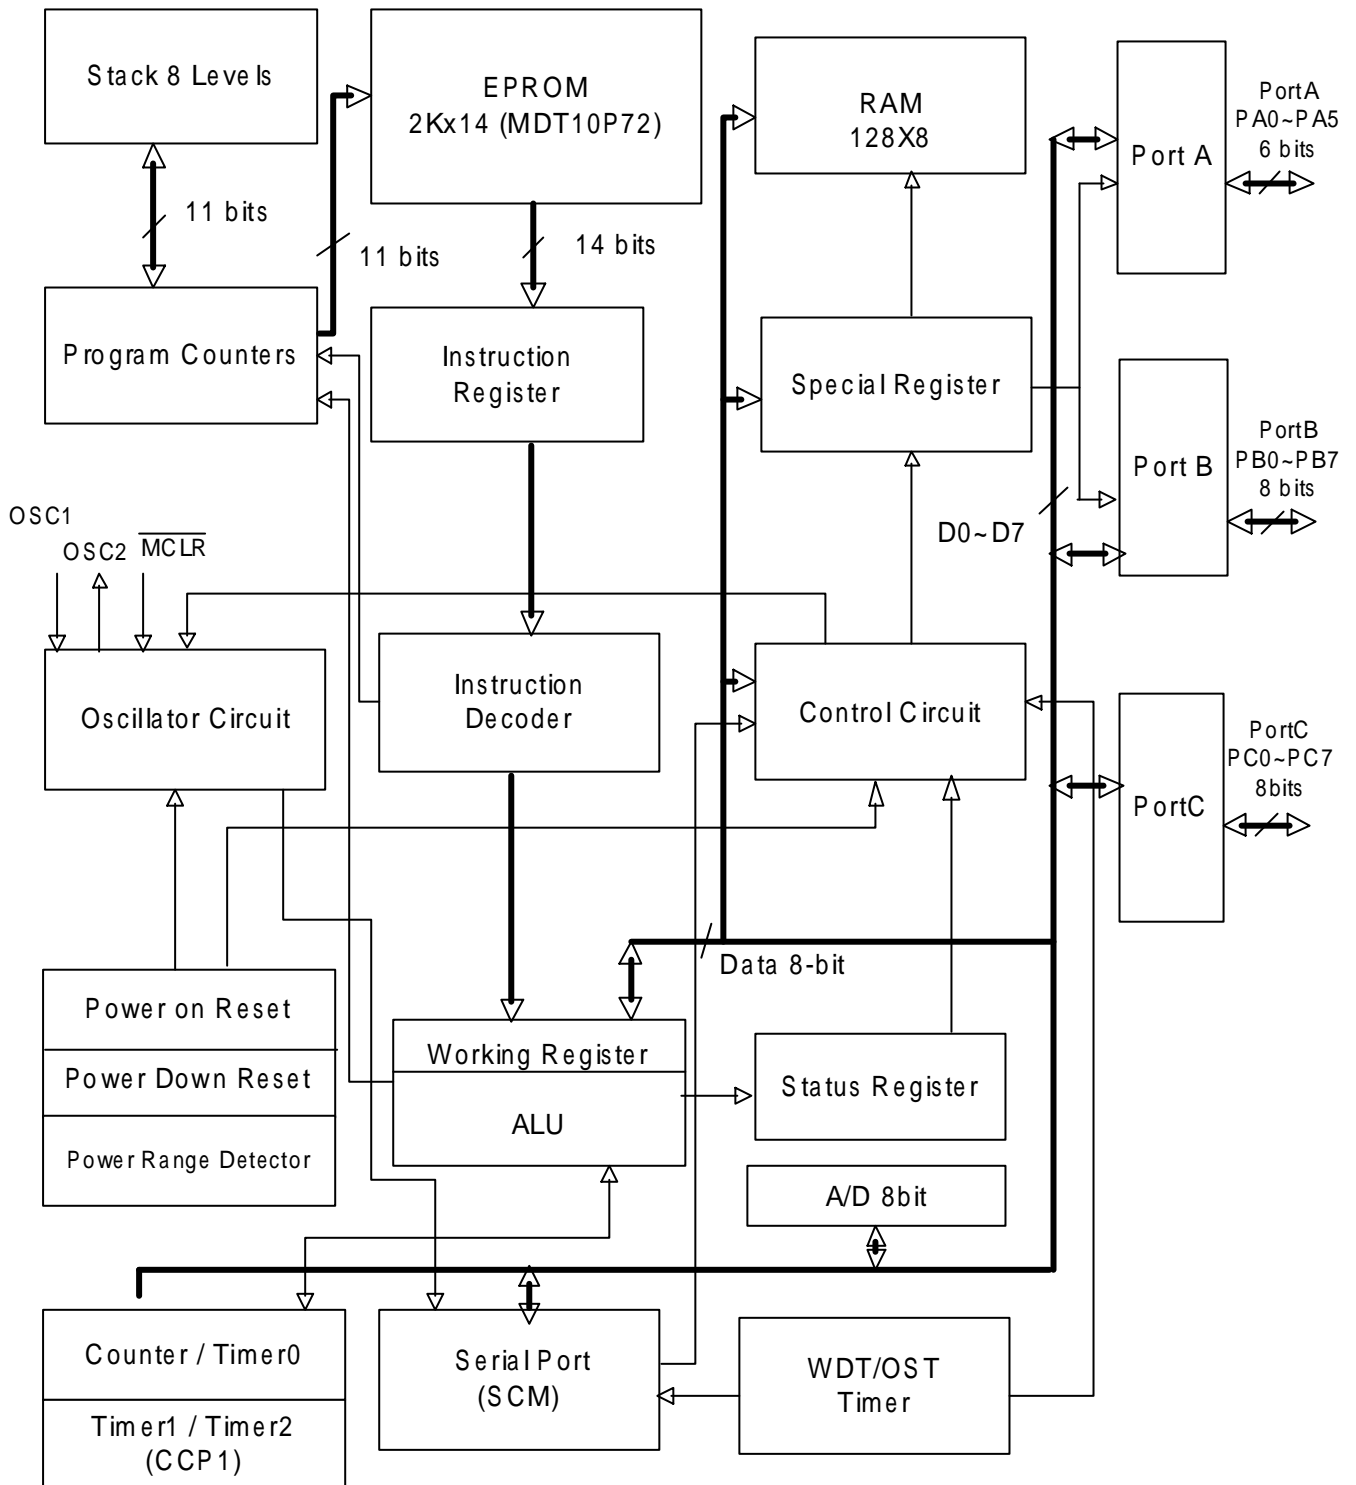 Stack 8 Levels
EPROM
2Kx14 (MDT10P72)
RAM
128X8
Port A
PortA
PA0~PA5
6 bits
11 bits
11 bits
14 bits
Program Counters
Instruction
Register
Special Register
Port B
PortB
PB0~PB7
8 bits
D0~D7
OSC1
OSC2
MCLR
Oscillator Circuit
Instruction
Decoder
Control Circuit
PortC
PortC
PC0~PC7
8bits
Data 8-bit
Power on Reset
Power Down Reset
Power Range Detector
Working Register
ALU
Status Register
A/D 8bit
Counter / Timer0
Timer1 / Timer2
(CCP1)
Serial Port
(SCM)
WDT/OST
Timer